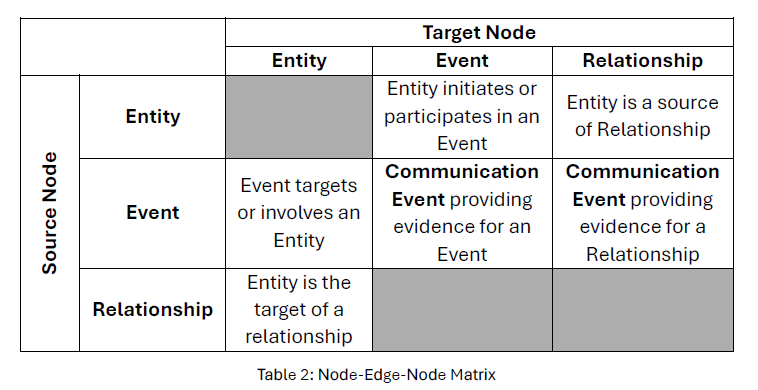 Target Node
Entity
Event
Relationship
Source Node
Entity
Entity initiates or
participates in an
Event
Entity is a source
of Relationship
Event
Event targets
or involves an
Entity
Communication
Event providing
evidence for an
Event
Communication
Event providing
evidence for a
Relationship
Relationship
Entity is the
target of a
relationship
Table 2: Node-Edge-Node Matrix